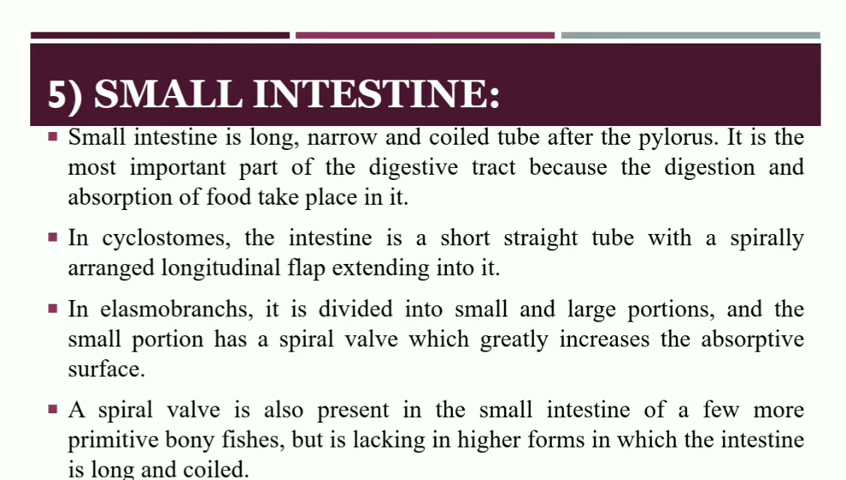 5) SMALL INTESTINE:
▪ Small intestine is long, narrow and coiled tube after the pylorus. It is the
most important part of the digestive tract because the digestion and
absorption of food take place in it.
▪ In cyclostomes, the intestine is a short straight tube with a spirally
arranged longitudinal flap extending into it.
▪ In elasmobranchs, it is divided into small and large portions, and the
small portion has a spiral valve which greatly increases the absorptive
surface.
▪ A spiral valve is also present in the small intestine of a few more
primitive bony fishes, but is lacking in higher forms in which the intestine
is long and coiled.